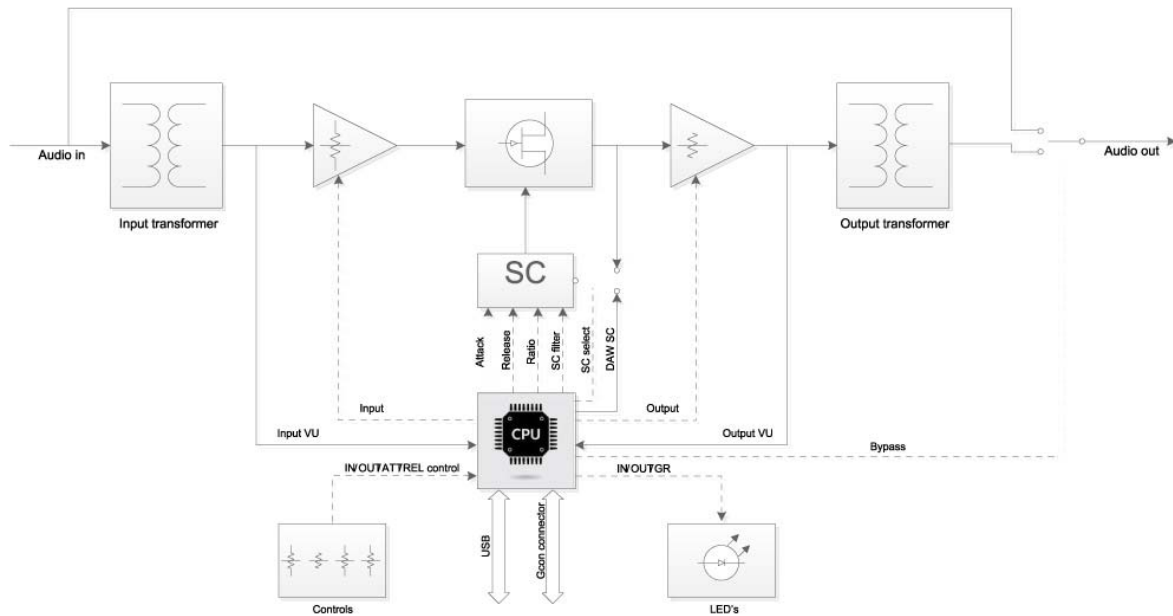 Audio in
Audio out
Input transformer
Output transformer
SC
Attack
Release
Ratio
SC filter
SC select
DAW SC
Input
Output
CPU
Input VU
Output VU
Bypass
IN/OUT/ATT/REL control
IN/OUT/GR
USB
Gcon connector
Controls
LED's